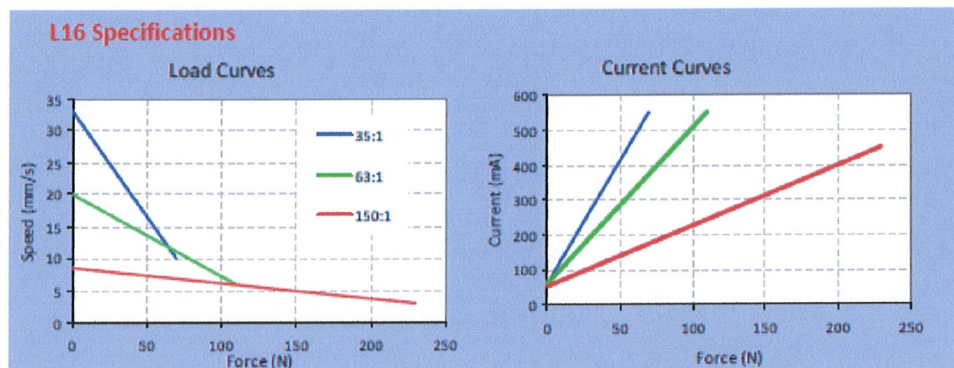 L16 Specifications
Load Curves
35
30
25
20
15
10
5
0
Speed (mm/s)
0 50 100 150 200 250
Force (N)
35:1
63:1
150:1
Current Curves
600
500
400
300
200
100
0
Current (mA)
0 50 100 150 200 250
Force (N)